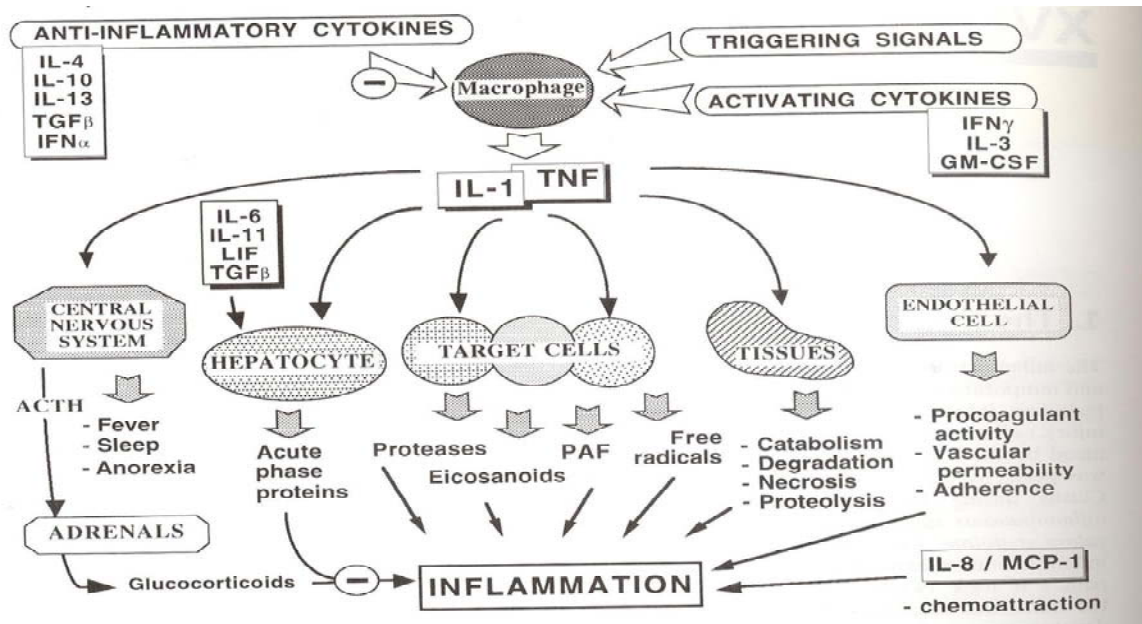 ANTI-INFLAMMATORY CYTOKINES
IL-4
IL-10
IL-13
TGFβ
IFNα
−
Macrophage
TRIGGERING SIGNALS
ACTIVATING CYTOKINES
IFNγ
IL-3
GM-CSF
IL-1
TNF
IL-6
IL-11
LIF
TGFβ
CENTRAL
NERVOUS
SYSTEM
HEPATOCYTE
TARGET CELLS
TISSUES
ENDOTHELIAL
CELL
ACTH
- Fever
- Sleep
- Anorexia
Acute
phase
proteins
Proteases
Eicosanoids
PAF
Free
radicals
- Catabolism
- Degradation
- Necrosis
- Proteolysis
- Procoagulant
activity
- Vascular
permeability
- Adherence
ADRENALS
Glucocorticoids
−
INFLAMMATION
IL-8 / MCP-1
- chemoattraction